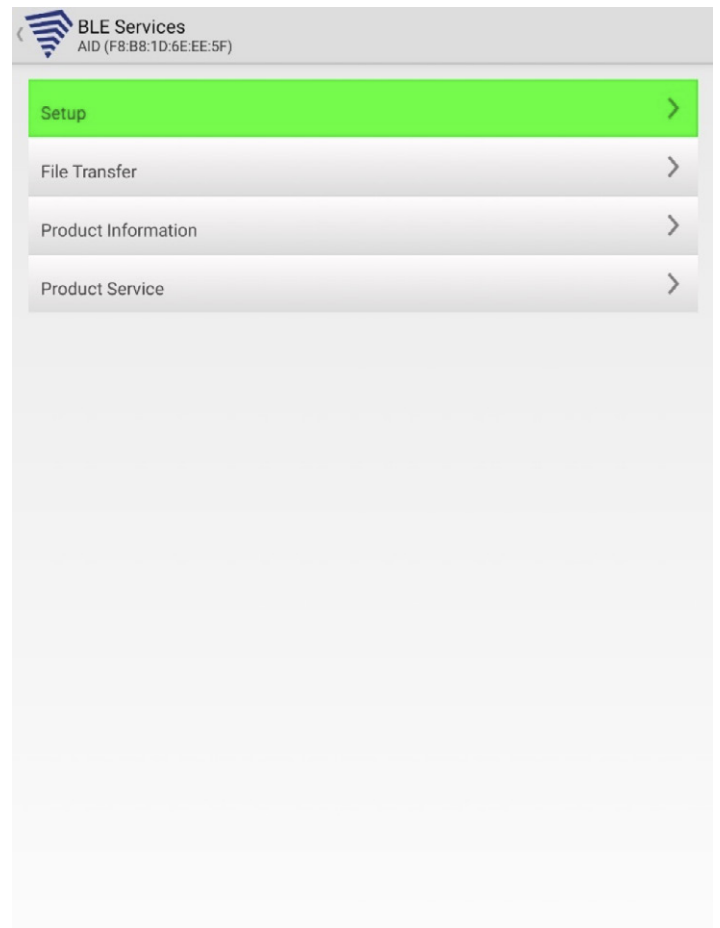 BLE Services
AID (F8:B8:1D:6E:EE:5F)
Setup
File Transfer
Product Information
Product Service